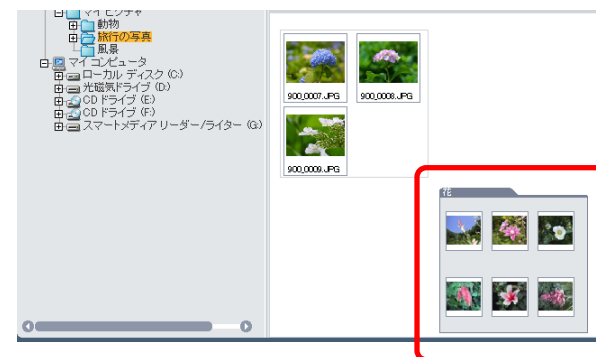 マイ ピクチャ
動物
旅行の写真
風景
マイ コンピュータ
ローカル ディスク (C:)
光磁気ドライブ (D:)
CD ドライブ (E:)
CD ドライブ (F:)
スマートメディア リーダー/ライター (G:)
900_0007.JPG
900_0008.JPG
900_0009.JPG
花